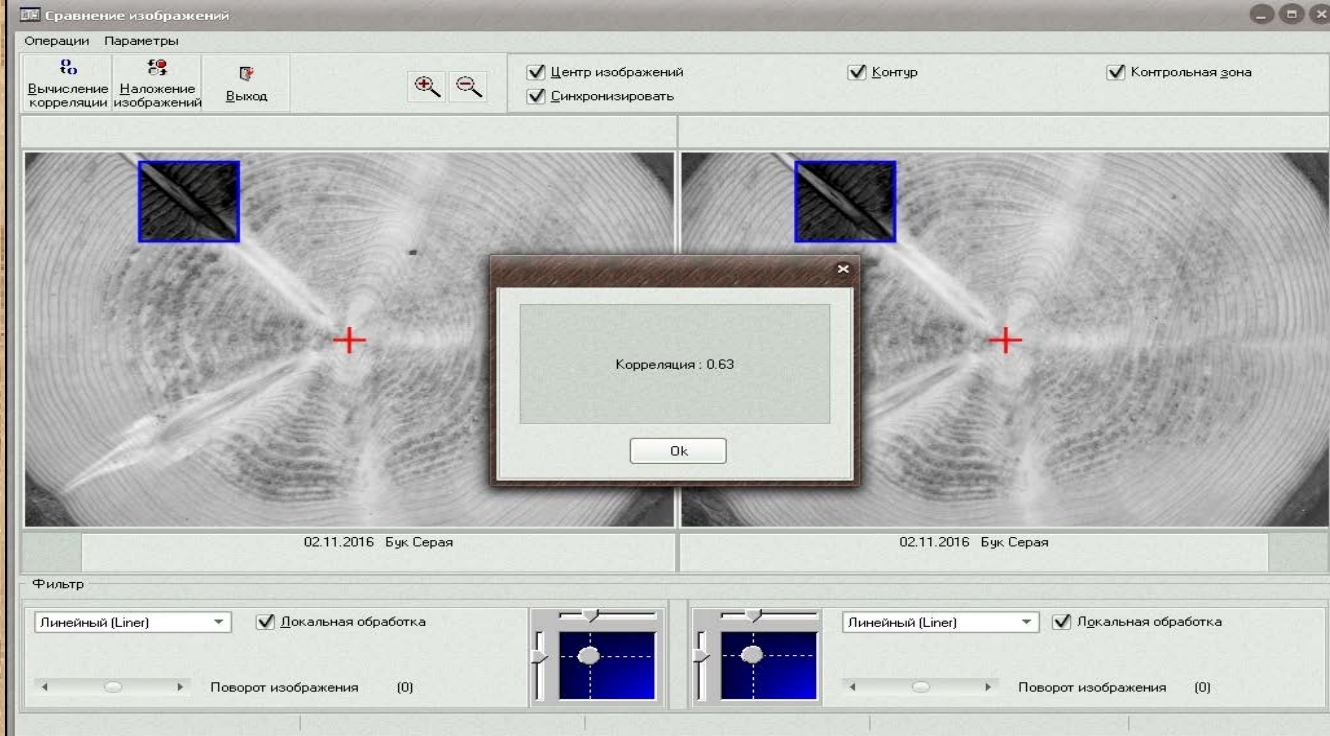 Сравнение изображений
Операции Параметры
Вычисление корреляции
Наложение изображений
Выход
Центр изображений
Синхронизировать
Контур
Контрольная зона
Корреляция : 0.63
Ok
02.11.2016 Бук Серая
02.11.2016 Бук Серая
Фильтр
Линейный (Liner)
Локальная обработка
Поворот изображения (0)
Линейный (Liner)
Локальная обработка
Поворот изображения (0)